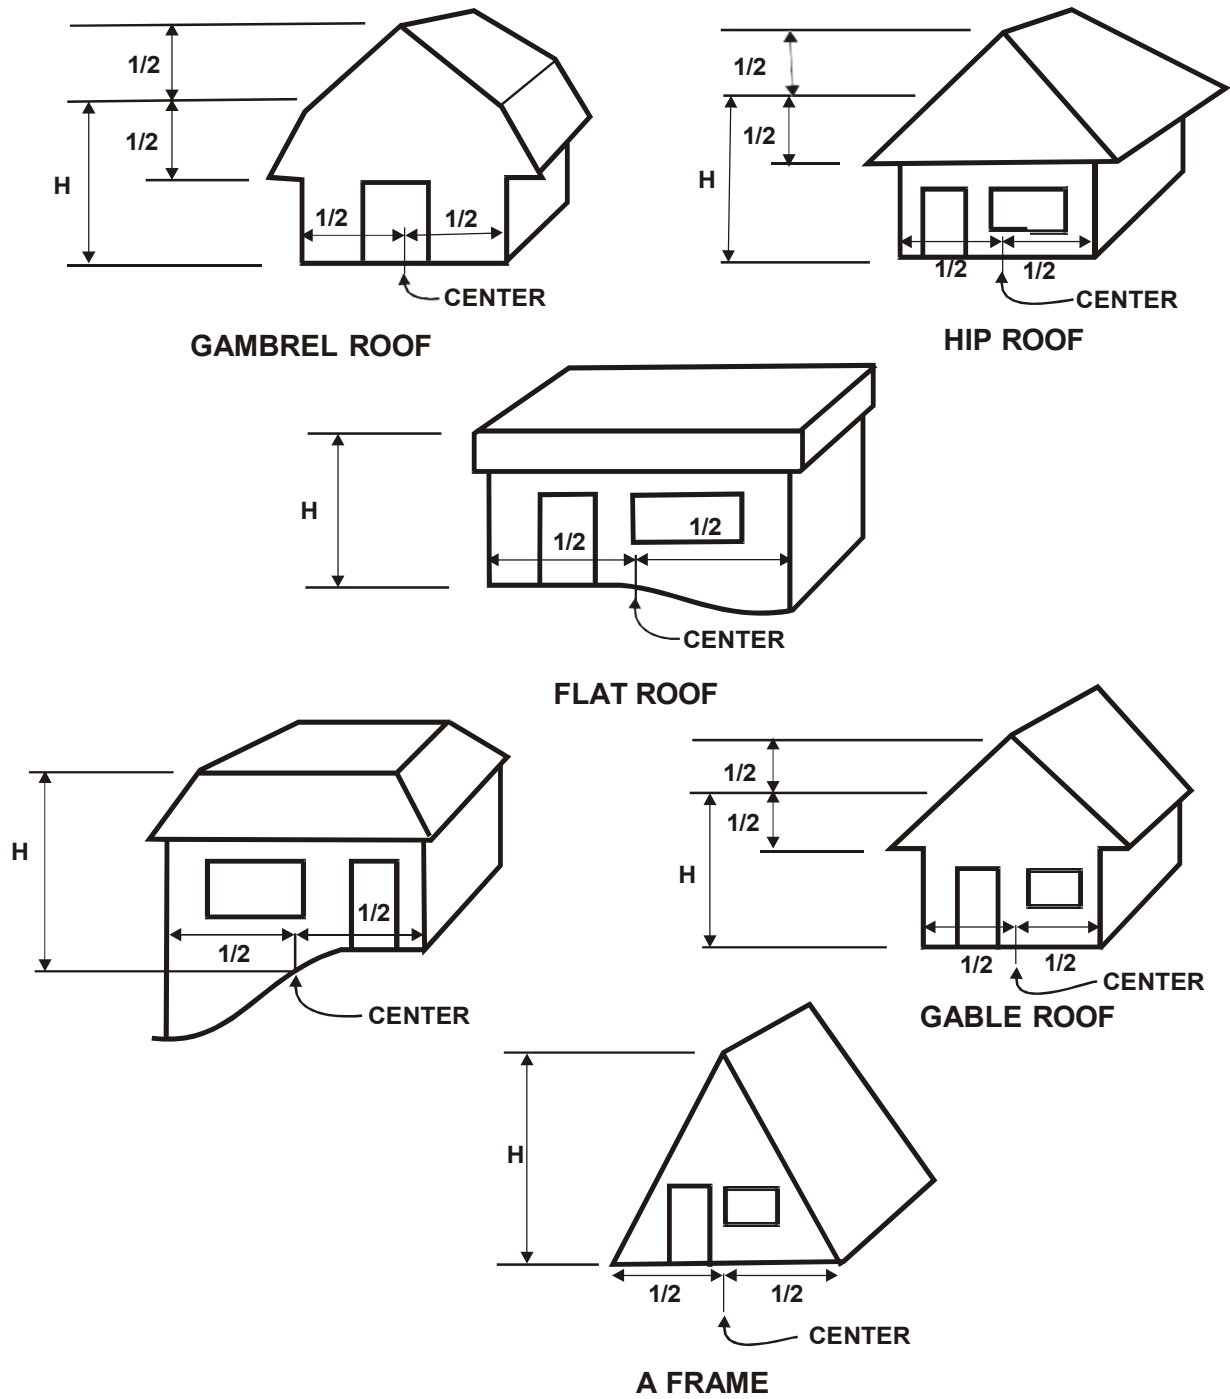 1/2
1/2
H
1/2
1/2
CENTER
GAMBREL ROOF
1/2
1/2
H
1/2
1/2
CENTER
HIP ROOF
H
1/2
1/2
CENTER
FLAT ROOF
H
1/2
1/2
CENTER
1/2
1/2
H
1/2
1/2
CENTER
GABLE ROOF
H
1/2
1/2
CENTER
A FRAME